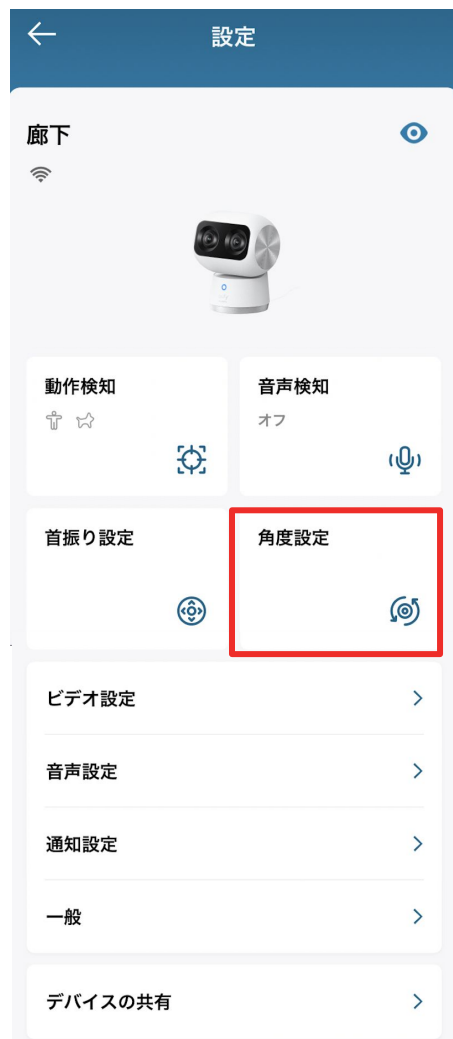 設定
廊下
動作検知
音声検知
オフ
首振り設定
角度設定
ビデオ設定
音声設定
通知設定
一般
デバイスの共有